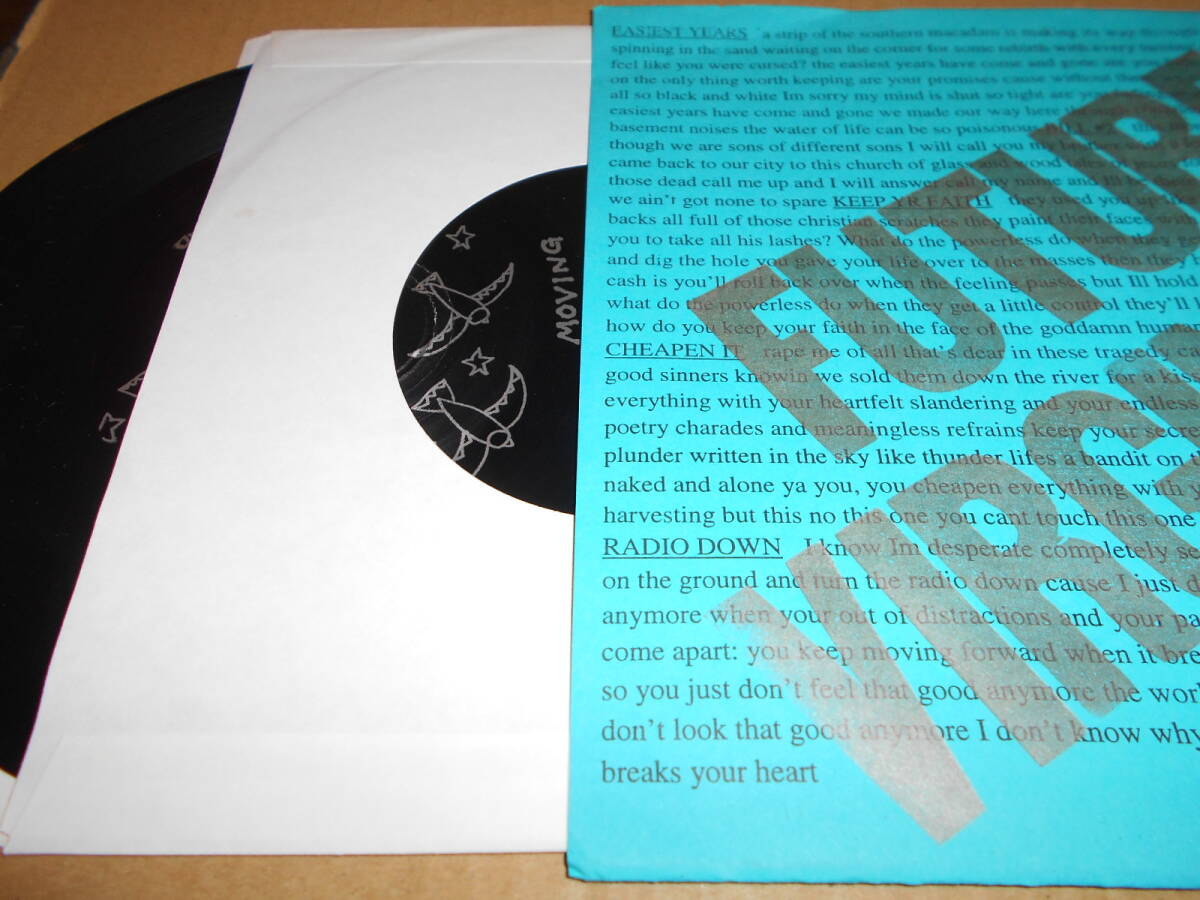 EASIEST YEARS a strip of the southern macadam is making its way through
spinning in the sand waiting on the corner for some rebirth with every
feel like you were cursed? the easiest years have come and gone are you
on the only thing worth keeping are your promises cause without them
all so black and white Im sorry my mind is shut so tight are
easiest years have come and gone we made our way here
basement noises the water of life can be so poisonous
though we are sons of different sons I will call you my
came back to our city to this church of glass and wood
those dead call me up and I will answer call my name and Ill be
we ain't got none to spare KEEP YR FAITH they used you up
backs all full of those christian scratches they paint their faces with
you to take all his lashes? What do the powerless do when they get
and dig the hole you gave your life over to the masses then they
cash is you'll roll back over when the feeling passes but Ill hold
what do the powerless do when they get a little control they'll
how do you keep your faith in the face of the goddamn human
CHEAPEN IT rape me of all that's dear in these tragedy
good sinners knowin we sold them down the river for a kiss
everything with your heartfelt slandering and your endless
poetry charades and meaningless refrains keep your secre
plunder written in the sky like thunder lifes a bandit on
naked and alone ya you, you cheapen everything with
harvesting but this no this one you cant touch this one
RADIO DOWN I know Im desperate completely se
on the ground and turn the radio down cause I just d
anymore when your out of distractions and your pa
come apart: you keep moving forward when it bre
so you just don't feel that good anymore the wor
don't look that good anymore I don't know why
breaks your heart
FUTURE
VIRGINS
MOVING